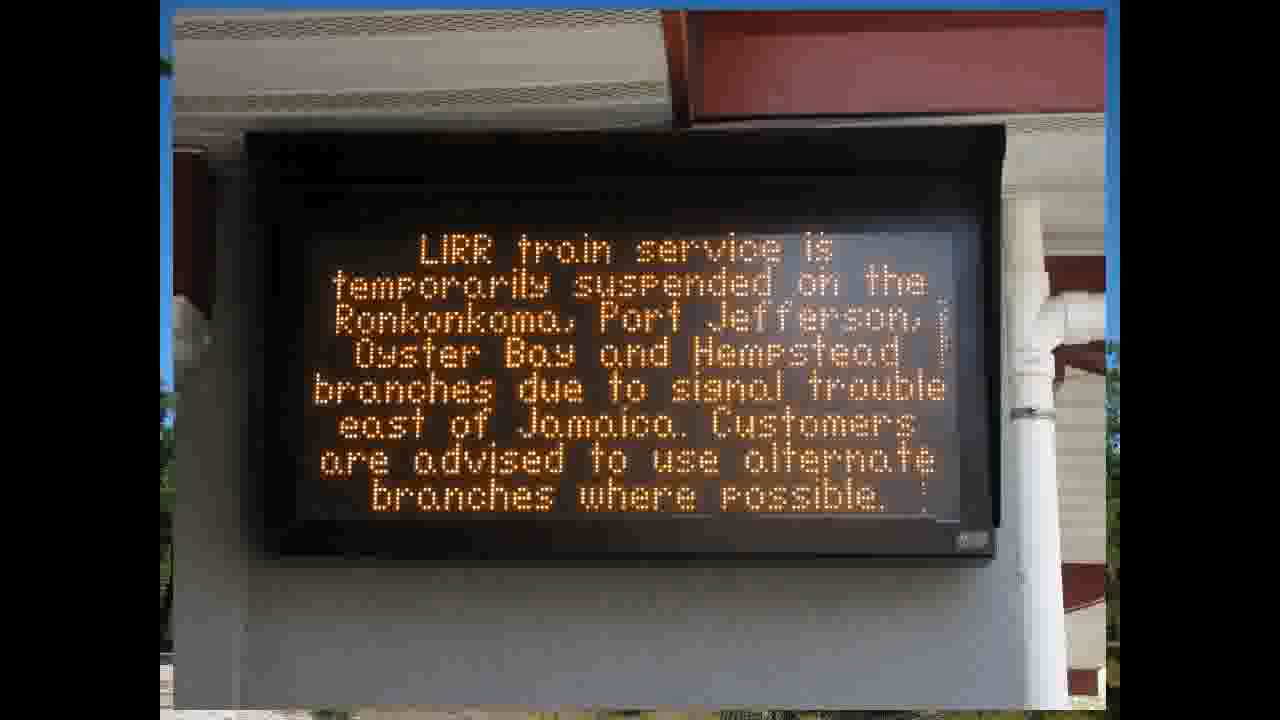 LIRR train service is
temporarily suspended on the
Ronkonkoma, Port Jefferson,
Oyster Bay and Hempstead
branches due to signal trouble
east of Jamaica. Customers
are advised to use alternate
branches where possible.